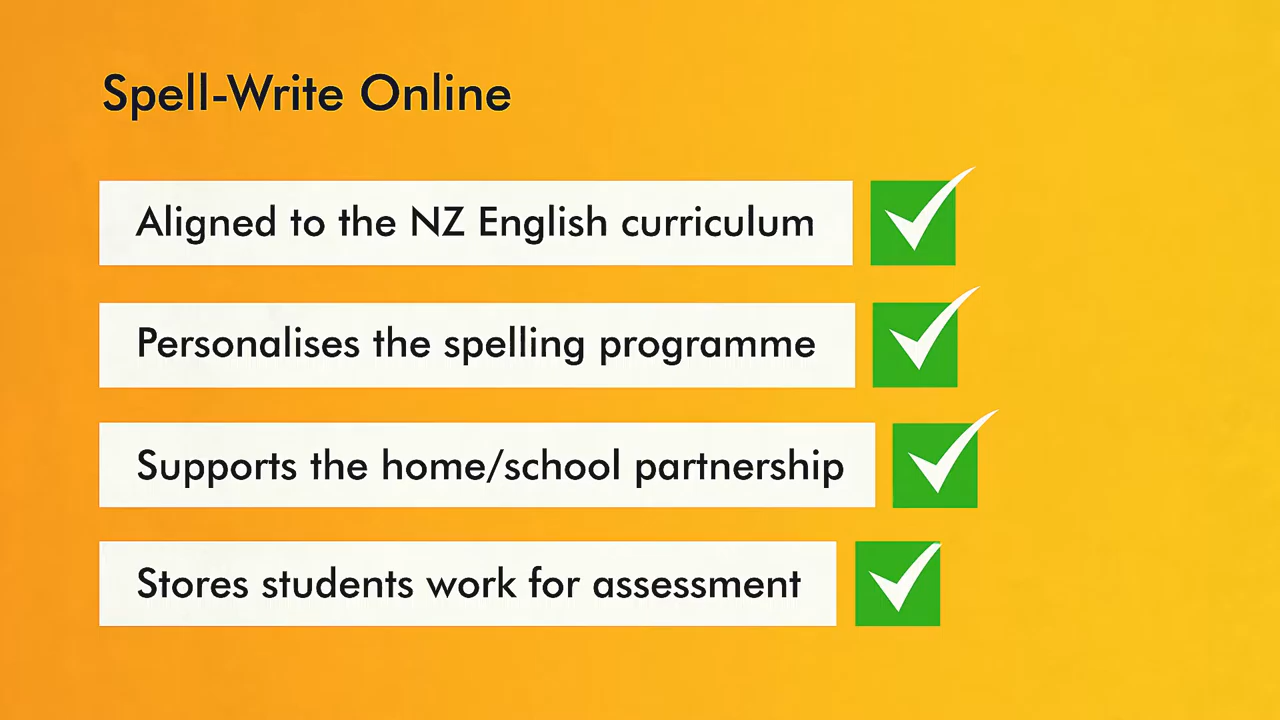 Spell-Write Online
Aligned to the NZ English curriculum
Personalises the spelling programme
Supports the home/school partnership
Stores students work for assessment